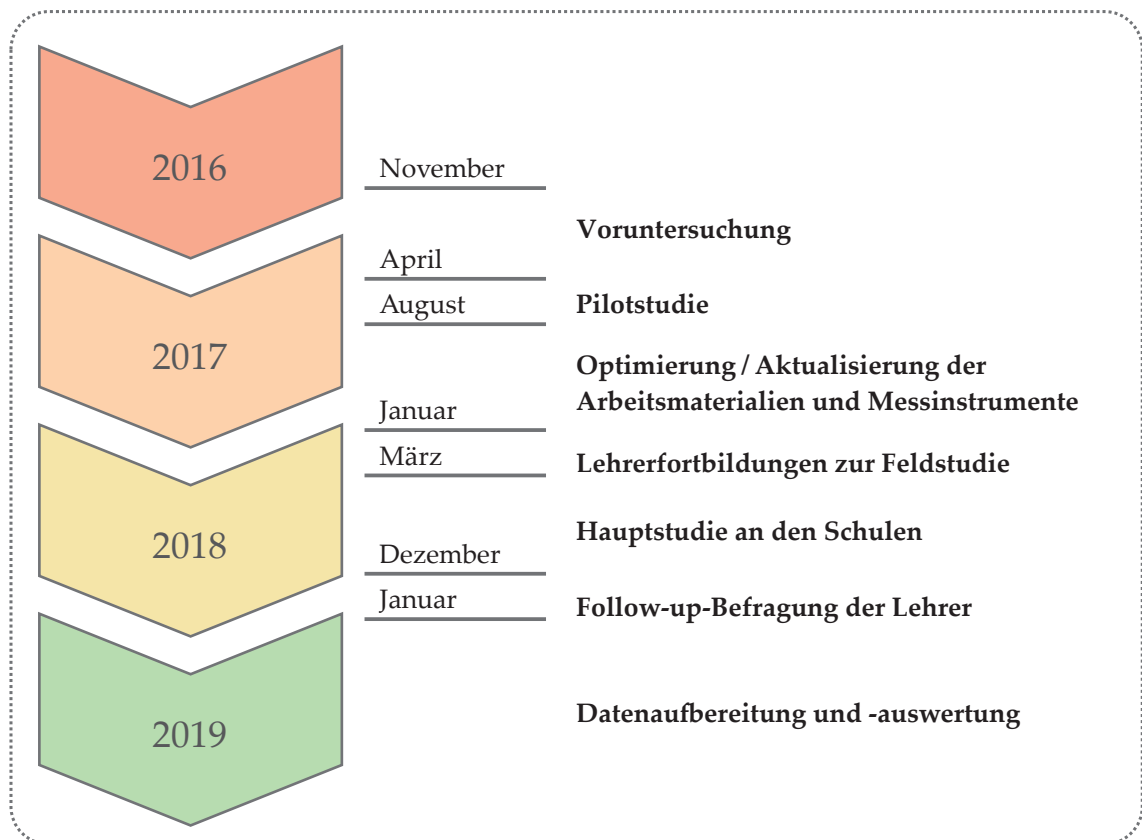 2016
November
Voruntersuchung
April
August
Pilotstudie
2017
Optimierung / Aktualisierung der
Arbeitsmaterialien und Messinstrumente
Januar
März
Lehrerfortbildungen zur Feldstudie
2018
Hauptstudie an den Schulen
Dezember
Januar
Follow-up-Befragung der Lehrer
2019
Datenaufbereitung und -auswertung